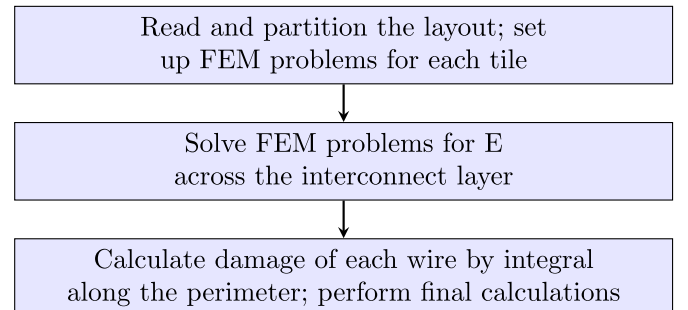 Read and partition the layout; set
up FEM problems for each tile
Solve FEM problems for E
across the interconnect layer
Calculate damage of each wire by integral
along the perimeter; perform final calculations